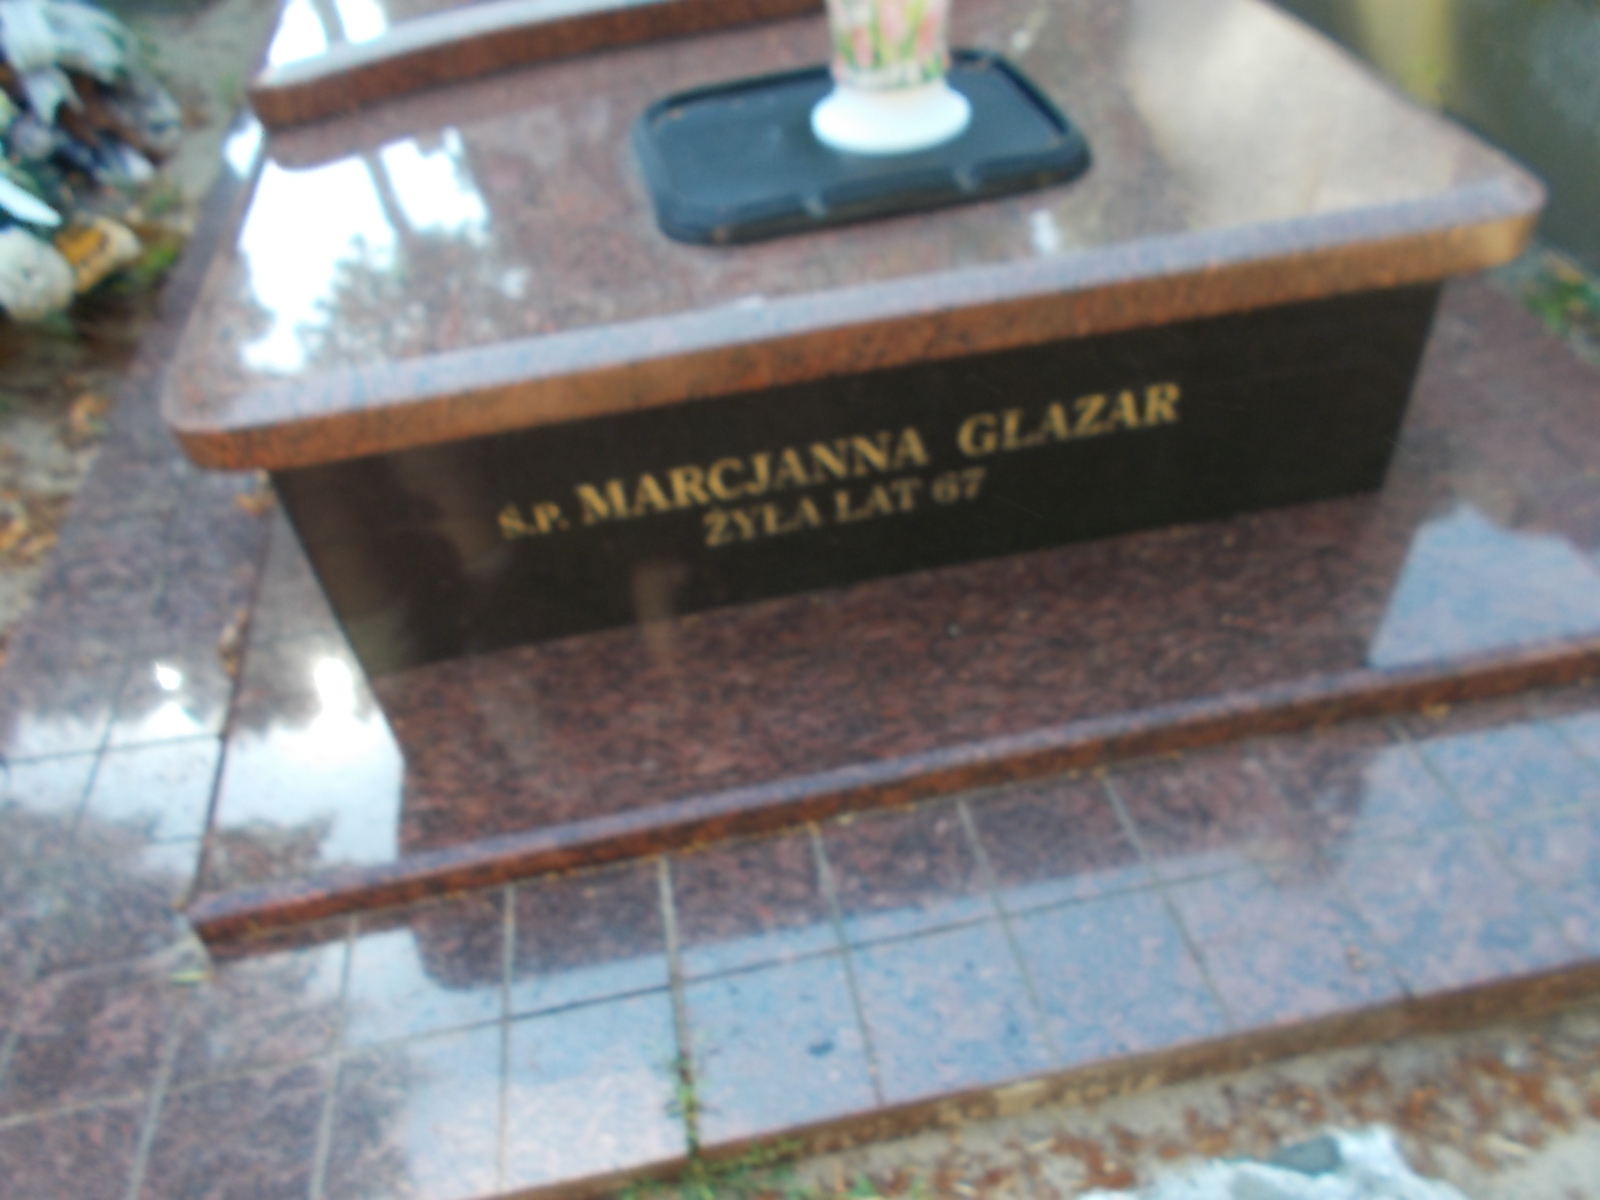 Ś.P. MARCJANNA GLAZAR
ŻYŁA LAT 67